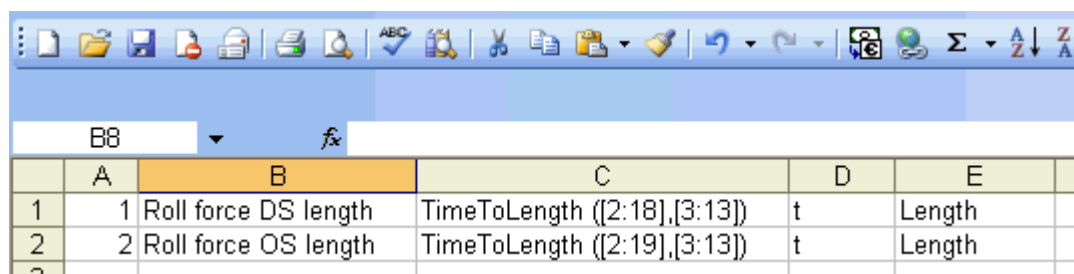 ABC Σ A Z Z A
B8 fx
A B C D E
1 1 Roll force DS length TimeToLength ([2:18],[3:13]) t Length
2 2 Roll force OS length TimeToLength ([2:19],[3:13]) t Length